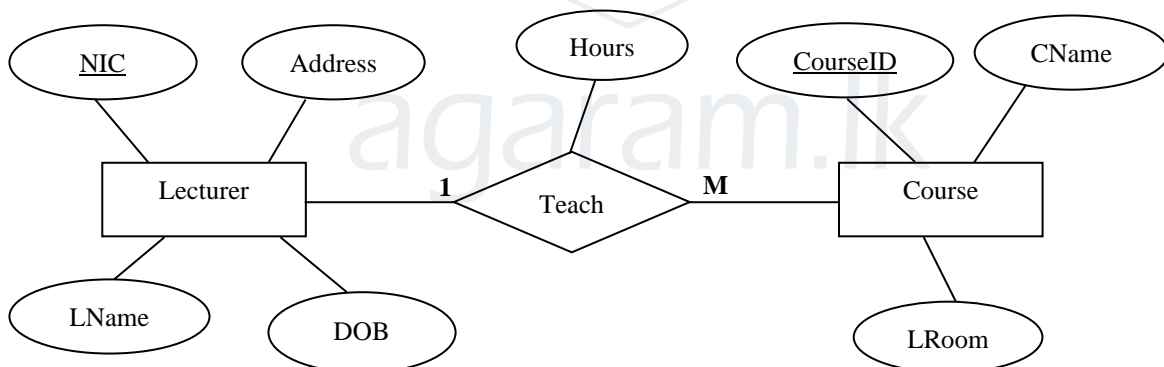 Hours
NIC
Address
CourseID
CName
agaram.lk
Lecturer
1
Teach
M
Course
LName
DOB
LRoom